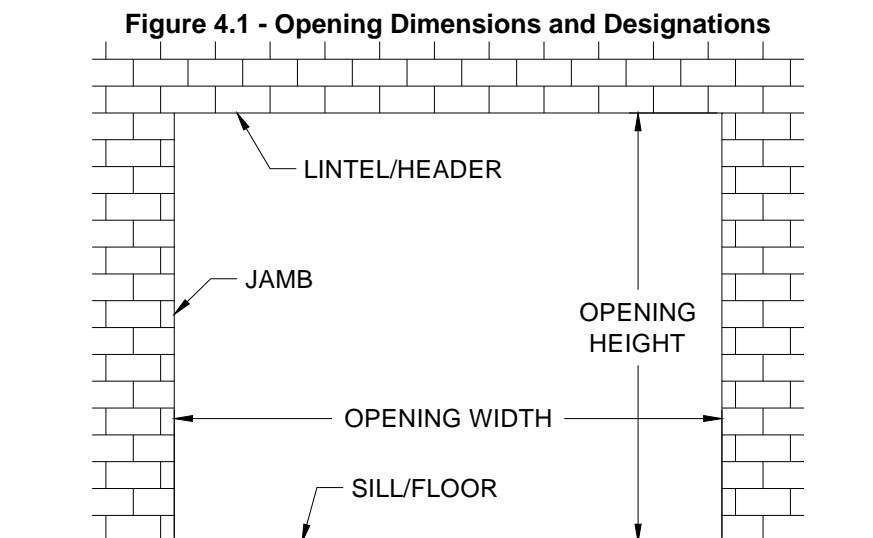 Figure 4.1 - Opening Dimensions and Designations
LINTEL/HEADER
JAMB
OPENING
HEIGHT
OPENING WIDTH
SILL/FLOOR